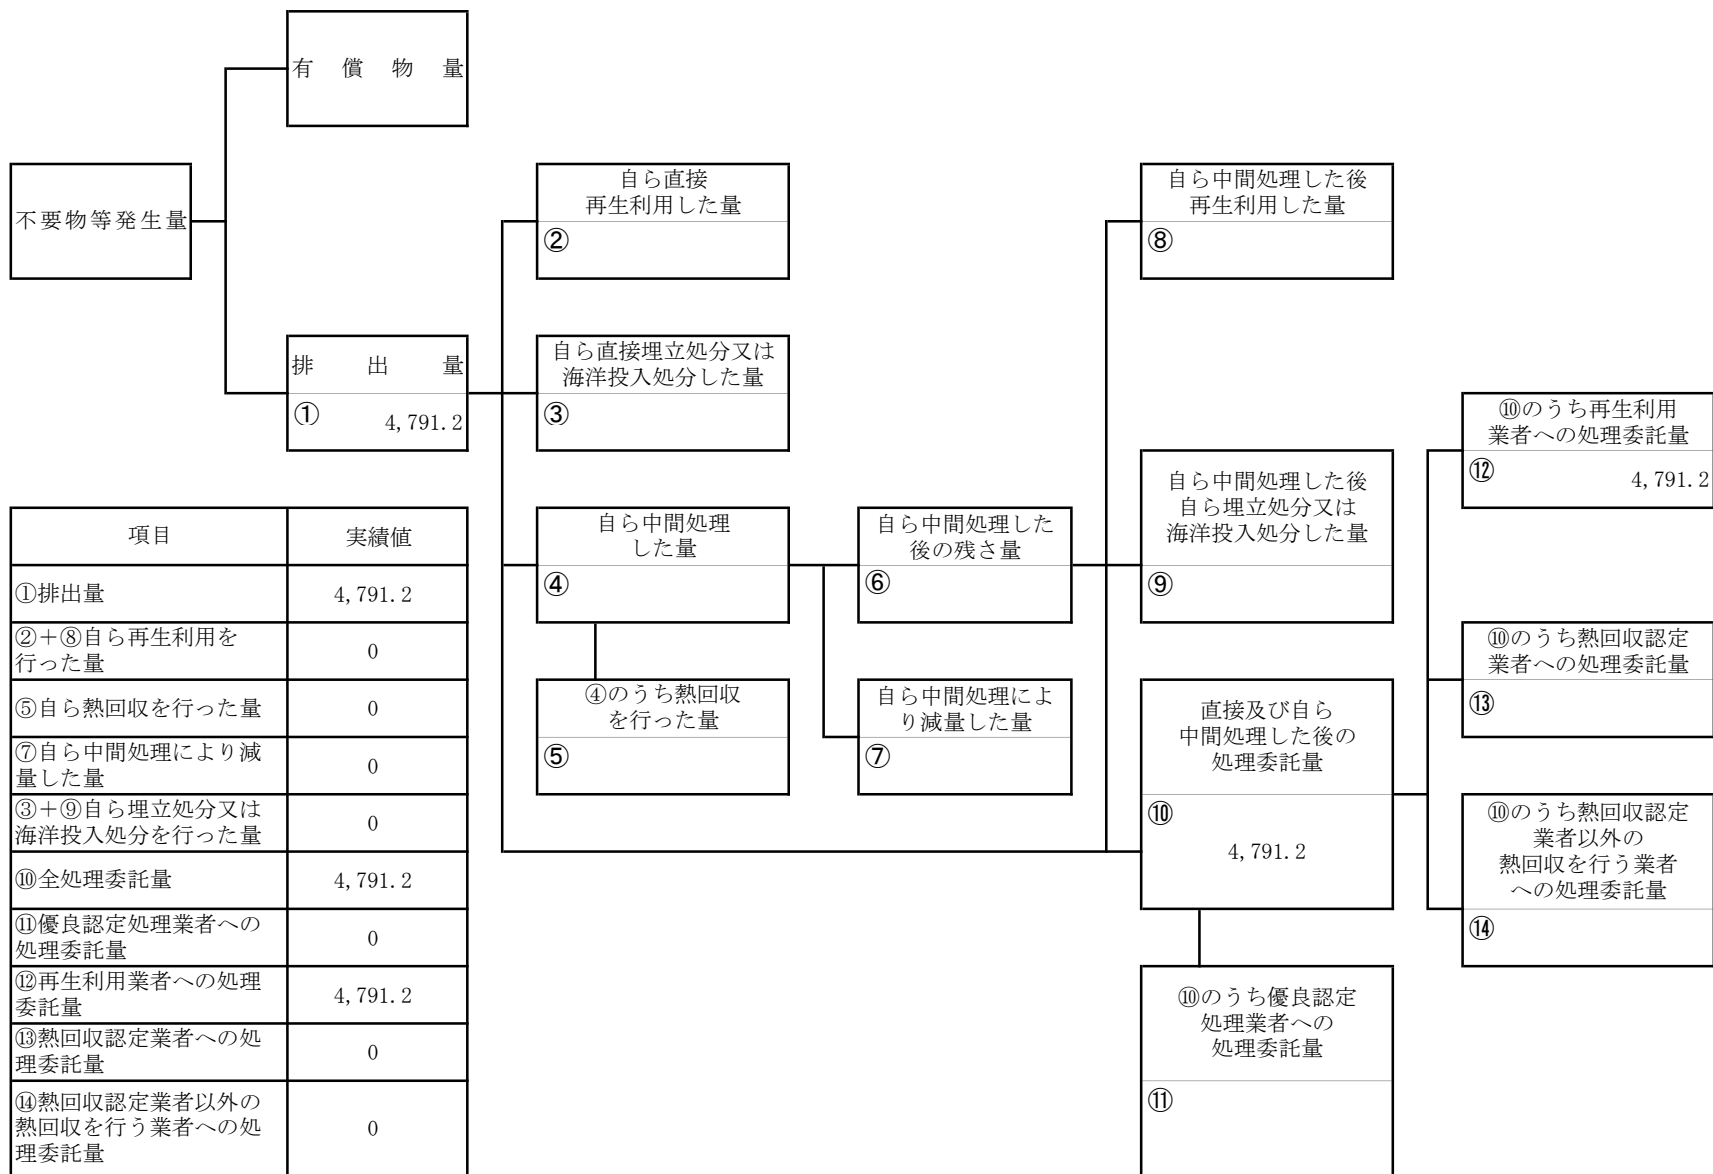 有償物量
不要物等発生量
排出量
①
4,791.2
自ら直接
再生利用した量
②
自ら直接埋立処分又は
海洋投入処分した量
③
自ら中間処理
した量
④
④のうち熱回収
を行った量
⑤
自ら中間処理した
後の残さ量
⑥
自ら中間処理によ
り減量した量
⑦
自ら中間処理した後
再生利用した量
⑧
自ら中間処理した後
自ら埋立処分又は
海洋投入処分した量
⑨
直接及び自ら
中間処理した後の
処理委託量
⑩
4,791.2
⑩のうち優良認定
処理業者への
処理委託量
⑪
⑩のうち再生利用
業者への処理委託量
⑫
4,791.2
⑩のうち熱回収認定
業者への処理委託量
⑬
⑩のうち熱回収認定
業者以外の
熱回収を行う業者
への処理委託量
⑭
項目 実績値
①排出量 4,791.2
②+⑧自ら再生利用を
行った量 0
⑤自ら熱回収を行った量 0
⑦自ら中間処理により減
量した量 0
③+⑨自ら埋立処分又は
海洋投入処分を行った量 0
⑩全処理委託量 4,791.2
⑪優良認定処理業者への
処理委託量 0
⑫再生利用業者への処理
委託量 4,791.2
⑬熱回収認定業者への処
理委託量 0
⑭熱回収認定業者以外の
熱回収を行う業者への処
理委託量 0